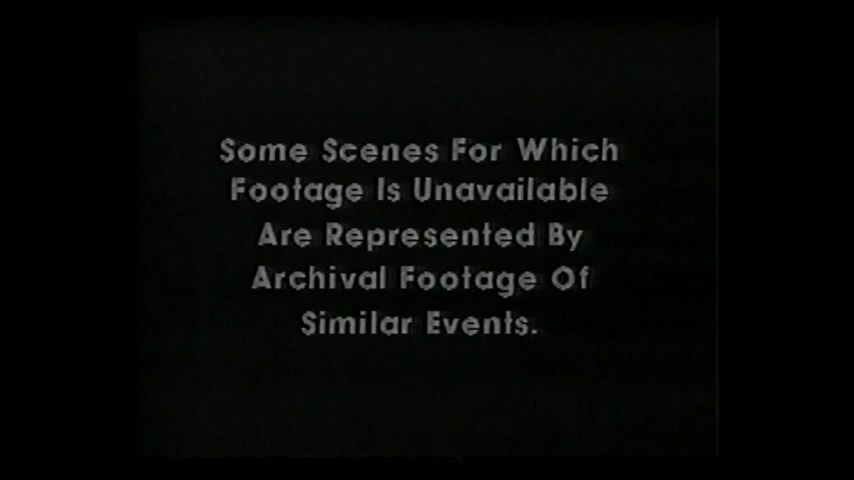 Some Scenes For Which
Footage Is Unavailable
Are Represented By
Archival Footage Of
Similar Events.